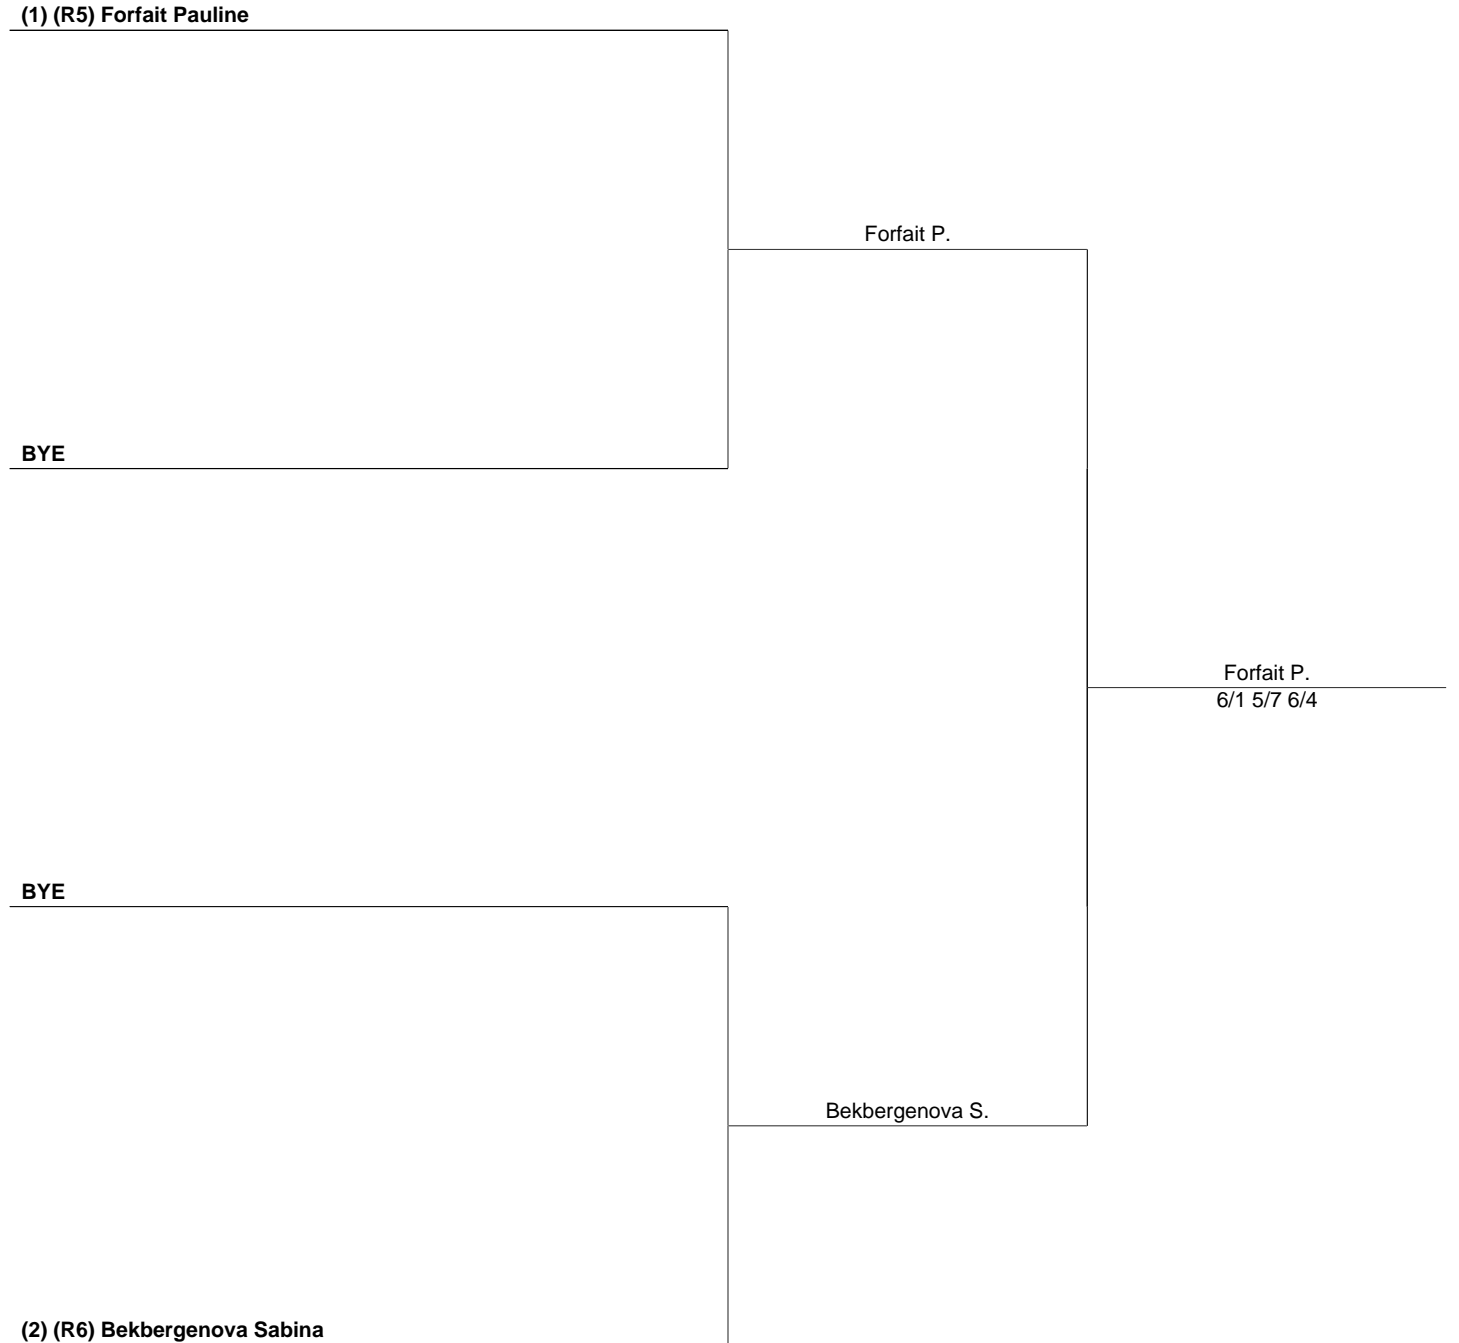 (1) (R5) Forfait Pauline
Forfait P.
BYE
Forfait P.
6/1 5/7 6/4
BYE
Bekbergenova S.
(2) (R6) Bekbergenova Sabina